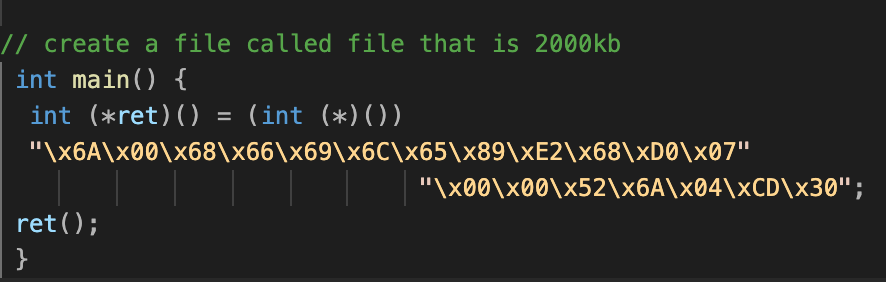 // create a file called file that is 2000kb
int main() {
int (*ret)() = (int (*)())
"\x6A\x00\x68\x66\x69\x6C\x65\x89\xE2\x68\xD0\x07"
"\x00\x00\x52\x6A\x04\xCD\x30";
ret();
}